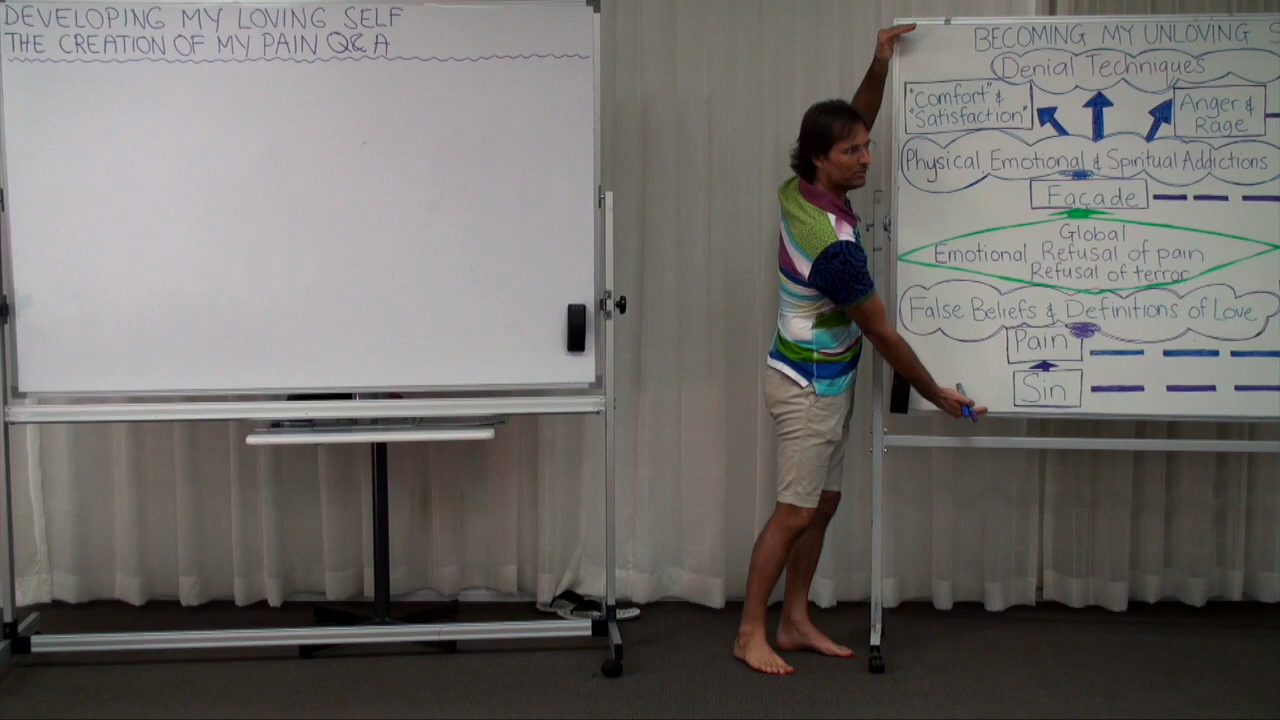 DEVELOPING MY LOVING SELF
THE CREATION OF MY PAIN Q&A
BECOMING MY UNLOVING S
Denial Techniques
"Comfort" &
"Satisfaction"
Anger &
Rage
Physical, Emotional & Spiritual Addictions
Façade
Global
Emotional Refusal of pain
Refusal of terror
False Beliefs & Definitions of Love
Pain
Sin